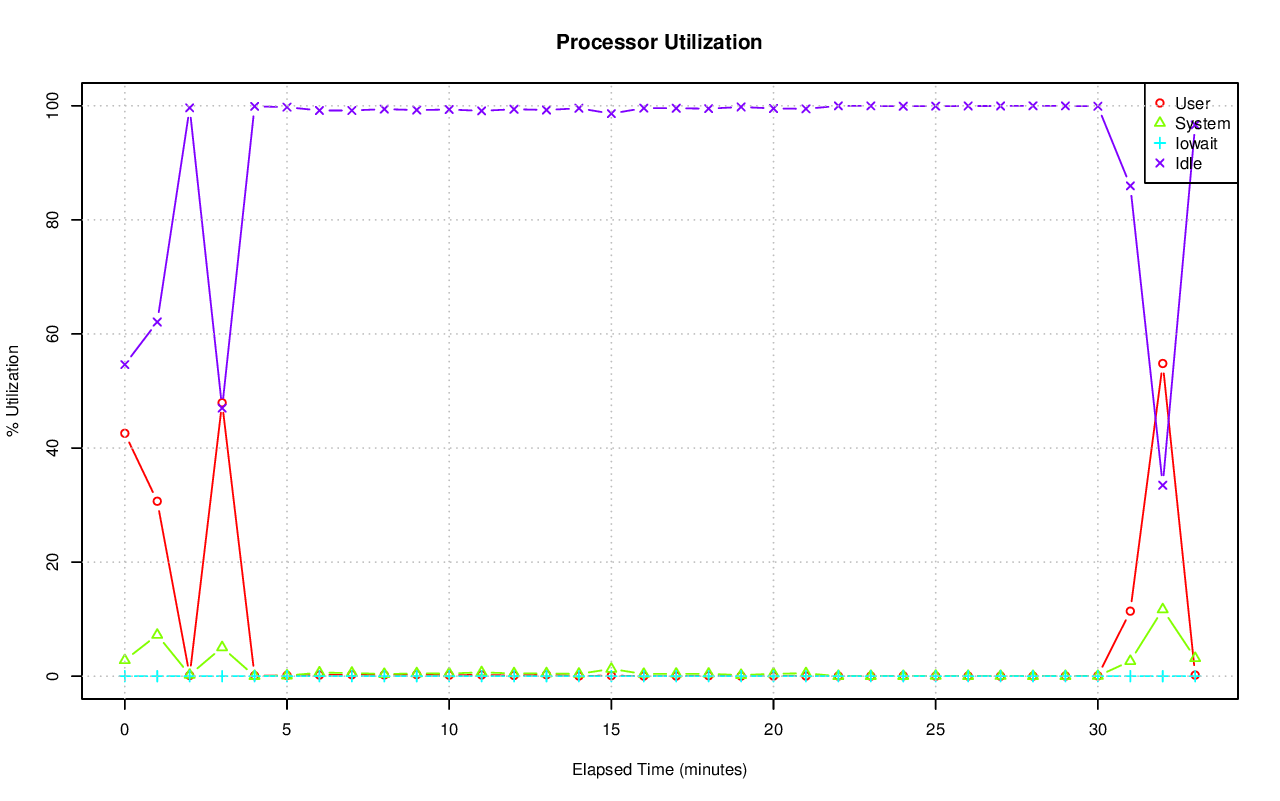 Processor Utilization
% Utilization
100
80
60
40
20
0
User
System
Iowait
Idle
0 5 10 15 20 25 30
Elapsed Time (minutes)